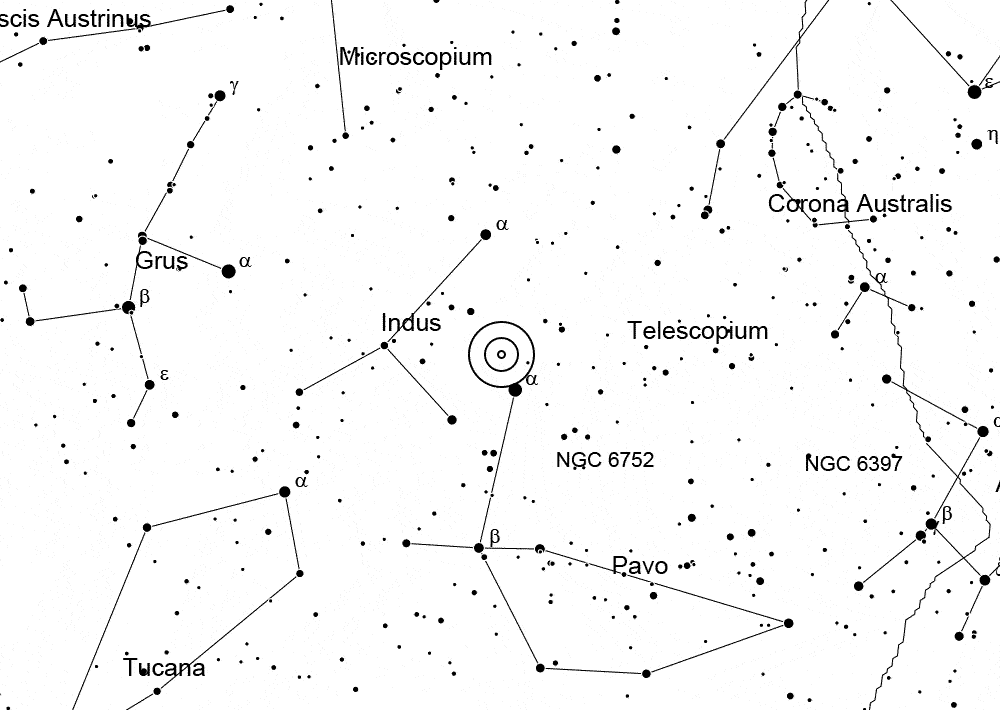 scis Austrinus
Microscopium
γ
ε
η
Corona Australis
α
Grus
α
α
β
Indus
Telescopium
ε
α
α
NGC 6752
NGC 6397
α
β
β
Pavo
Tucana